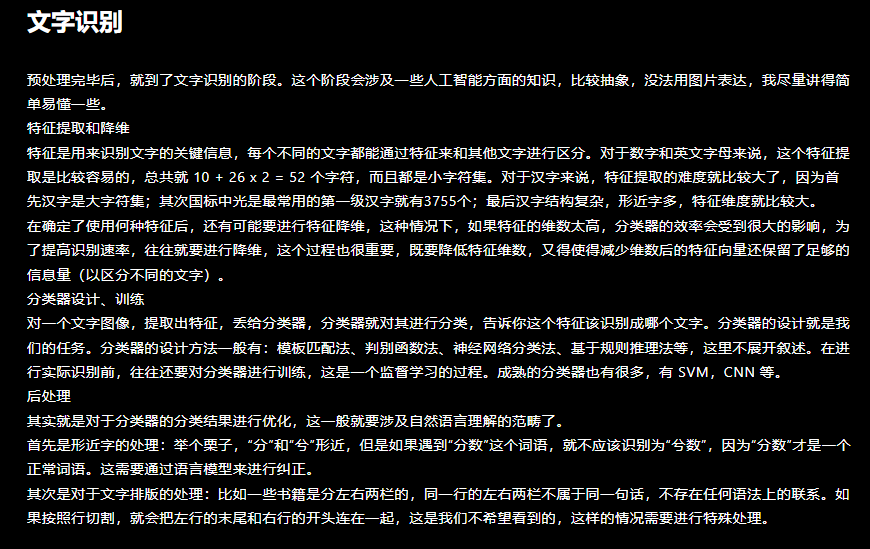 文字识别
预处理完毕后，就到了文字识别的阶段。这个阶段会涉及一些人工智能方面的知识，比较抽象，没法用图片表达，我尽量讲得简
单易懂一些。
特征提取和降维
特征是用来识别文字的关键信息，每个不同的文字都能通过特征来和其他文字进行区分。对于数字和英文字母来说，这个特征提
取是比较容易的，总共就 10 + 26 x 2 = 52 个字符，而且都是小字符集。对于汉字来说，特征提取的难度就比较大了，因为首
先汉字是大字符集；其次国标中光是最常用的第一级汉字就有3755个；最后汉字结构复杂，形近字多，特征维度就比较大。
在确定了使用何种特征后，还有可能要进行特征降维，这种情况下，如果特征的维数太高，分类器的效率会受到很大的影响，为
了提高识别速率，往往就要进行降维，这个过程也很重要，既要降低特征维数，又得使得减少维数后的特征向量还保留了足够的
信息量（以区分不同的文字）。
分类器设计、训练
对一个文字图像，提取出特征，丢给分类器，分类器就对其进行分类，告诉你这个特征该识别成哪个文字。分类器的设计就是我
们的任务。分类器的设计方法一般有：模板匹配法、判别函数法、神经网络分类法、基于规则推理法等，这里不展开叙述。在进
行实际识别前，往往还要对分类器进行训练，这是一个监督学习的过程。成熟的分类器也有很多，有 SVM，CNN 等。
后处理
其实就是对于分类器的分类结果进行优化，这一般就要涉及自然语言理解的范畴了。
首先是形近字的处理：举个栗子，“分”和“兮”形近，但是如果遇到“分数”这个词语，就不应该识别为“兮数”，因为“分数”才是一个
正常词语。这需要通过语言模型来进行纠正。
其次是对于文字排版的处理：比如一些书籍是分左右两栏的，同一行的左右两栏不属于同一句话，不存在任何语法上的联系。如
果按照行切割，就会把左行的末尾和右行的开头连在一起，这是我们不希望看到的，这样的情况需要进行特殊处理。